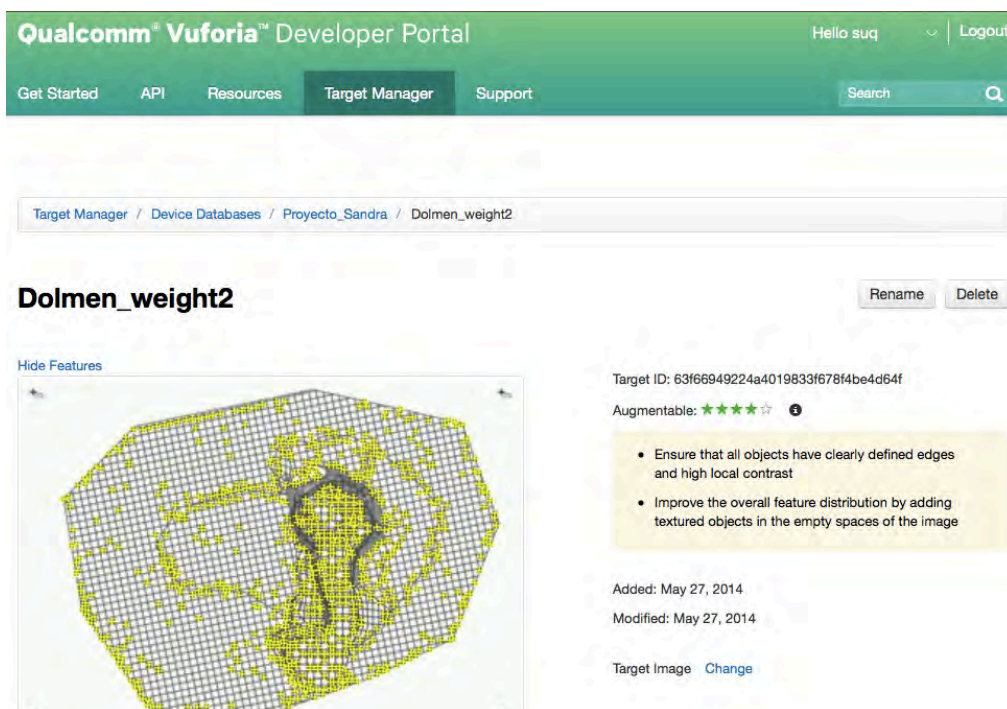 Qualcomm® Vuforia™ Developer Portal
Hello suq
Logout
Get Started API Resources Target Manager Support
Search
Target Manager / Device Databases / Proyecto_Sandra / Dolmen_weight2
Dolmen_weight2
Rename Delete
Hide Features
Target ID: 63f66949224a4019833f678f4be4d64f
Augmentable:
• Ensure that all objects have clearly defined edges
and high local contrast
• Improve the overall feature distribution by adding
textured objects in the empty spaces of the image
Added: May 27, 2014
Modified: May 27, 2014
Target Image Change